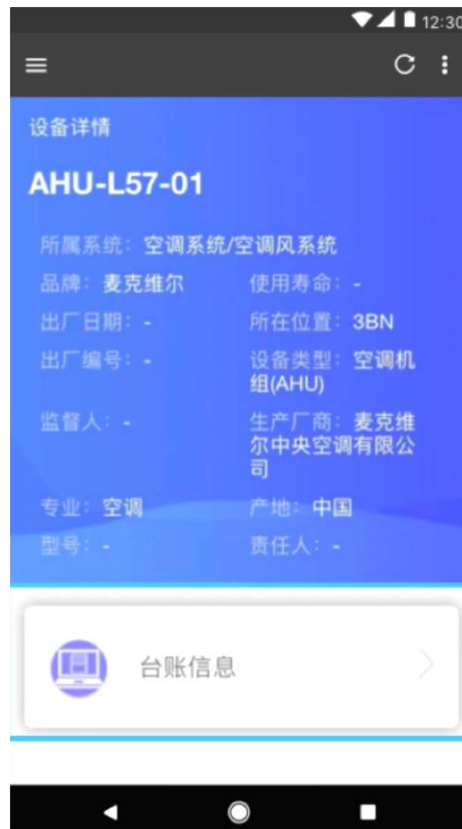 12:30
设备详情
AHU-L57-01
所属系统：空调系统/空调风系统
品牌：麦克维尔 使用寿命：-
出厂日期：- 所在位置：3BN
出厂编号：- 设备类型：空调机
组(AHU)
监督人：- 生产厂商：麦克维
尔中央空调有限公
司
专业：空调 产地：中国
型号：- 责任人：-
台账信息